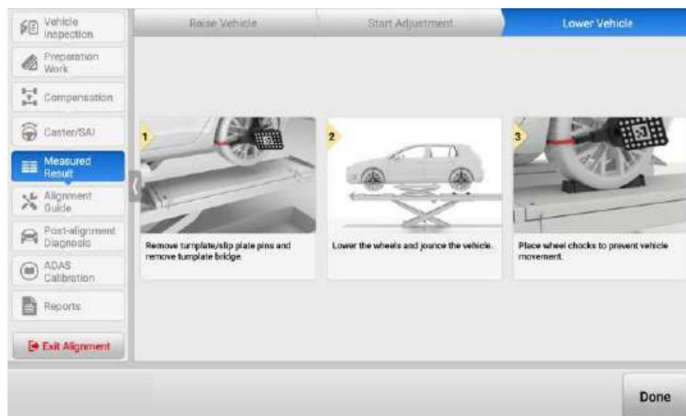 Vehicle
Inspection
Raise Vehicle
Start Adjustment
Lower Vehicle
Preparation
Work
Compensation
Caster/SAI
Measured
Result
Alignment
Guide
Post-alignment
Diagnosis
ADAS
Calibration
Reports
Exit Alignment
1
Remove turnplate/slip plate pins and
remove turnplate bridge.
2
Lower the wheels and jounce the vehicle.
3
Place wheel chocks to prevent vehicle
movement.
Done